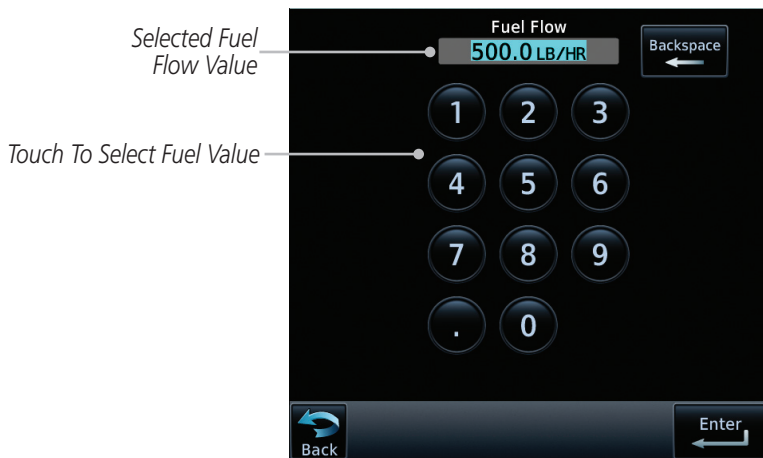 Selected Fuel
Flow Value
Fuel Flow
500.0 LB/HR
Backspace
Touch To Select Fuel Value
1 2 3
4 5 6
7 8 9
. 0
Back
Enter